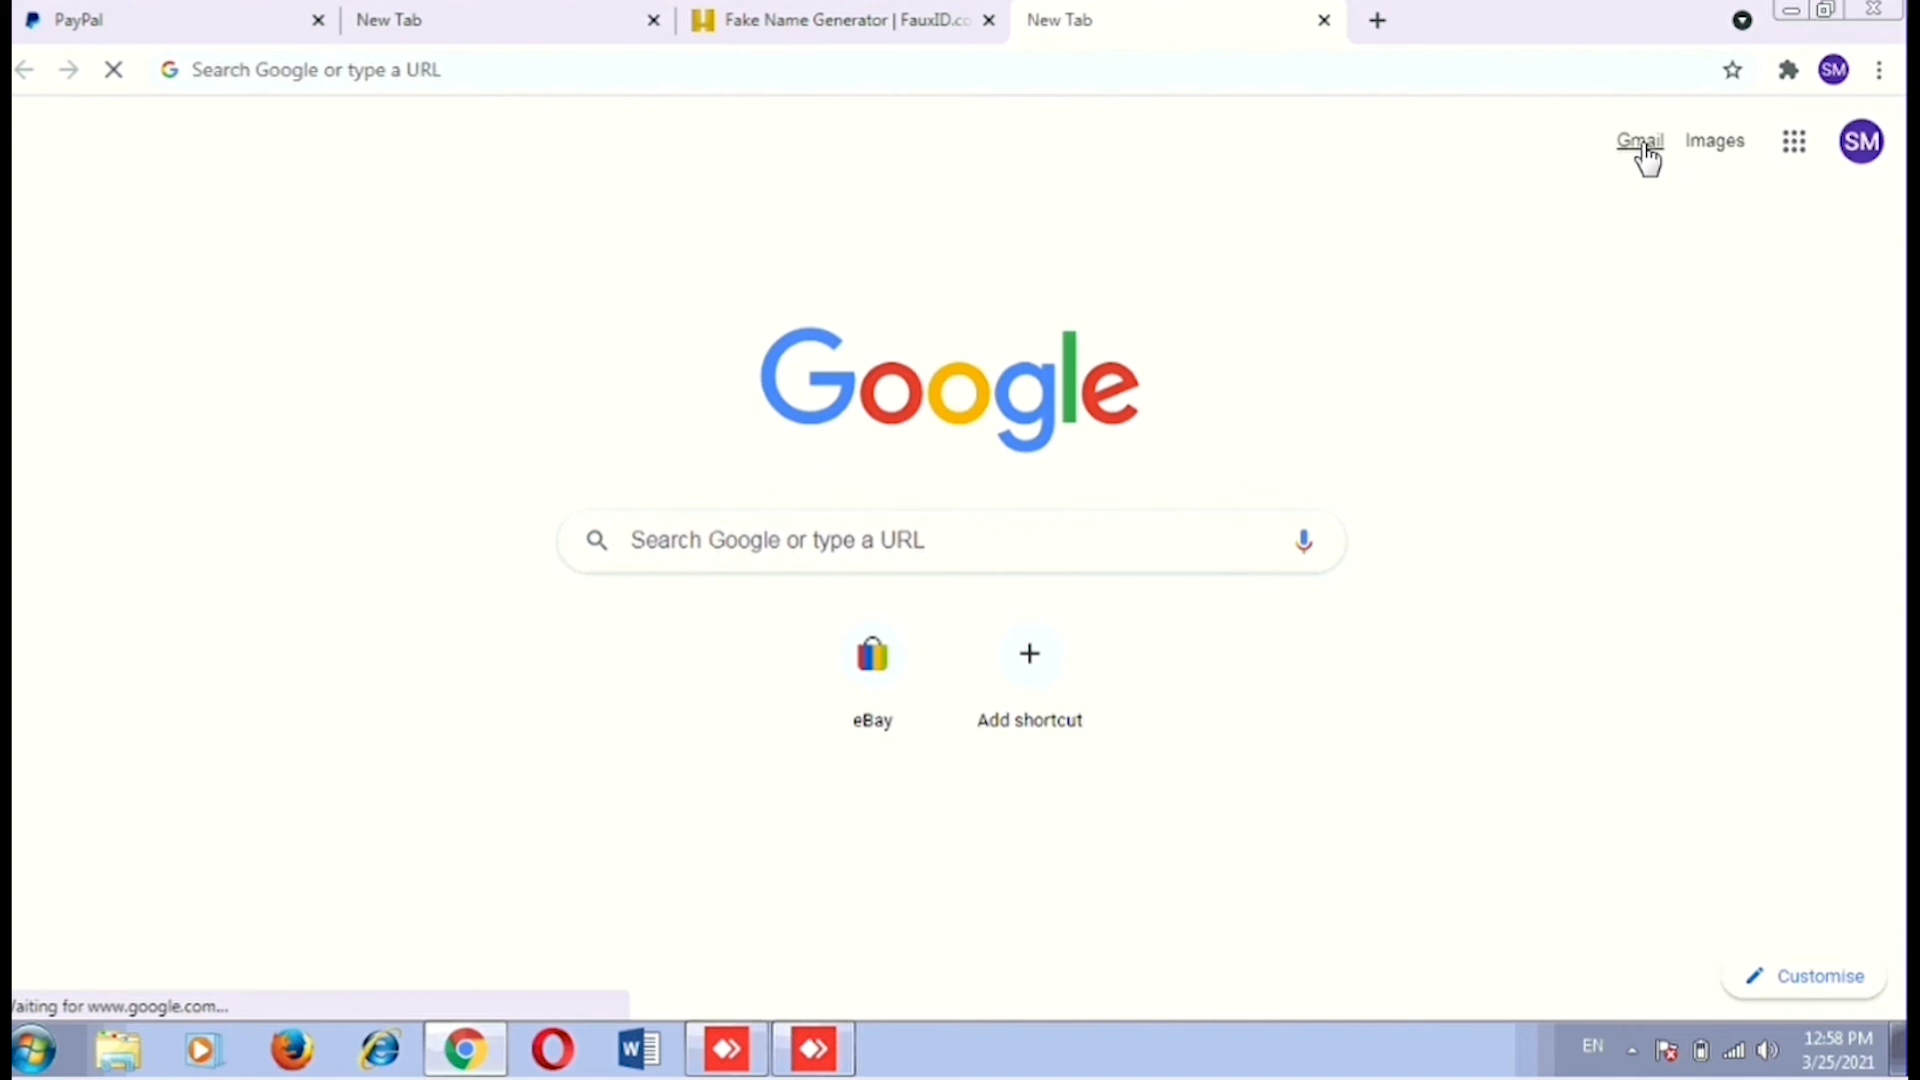 PayPal
New Tab
Fake Name Generator | FauxID.co
New Tab
Search Google or type a URL
SM
Gmail
Images
SM
Google
Search Google or type a URL
eBay
Add shortcut
Customise
aiting for www.google.com...
W
EN
12:58 PM
3/25/2021